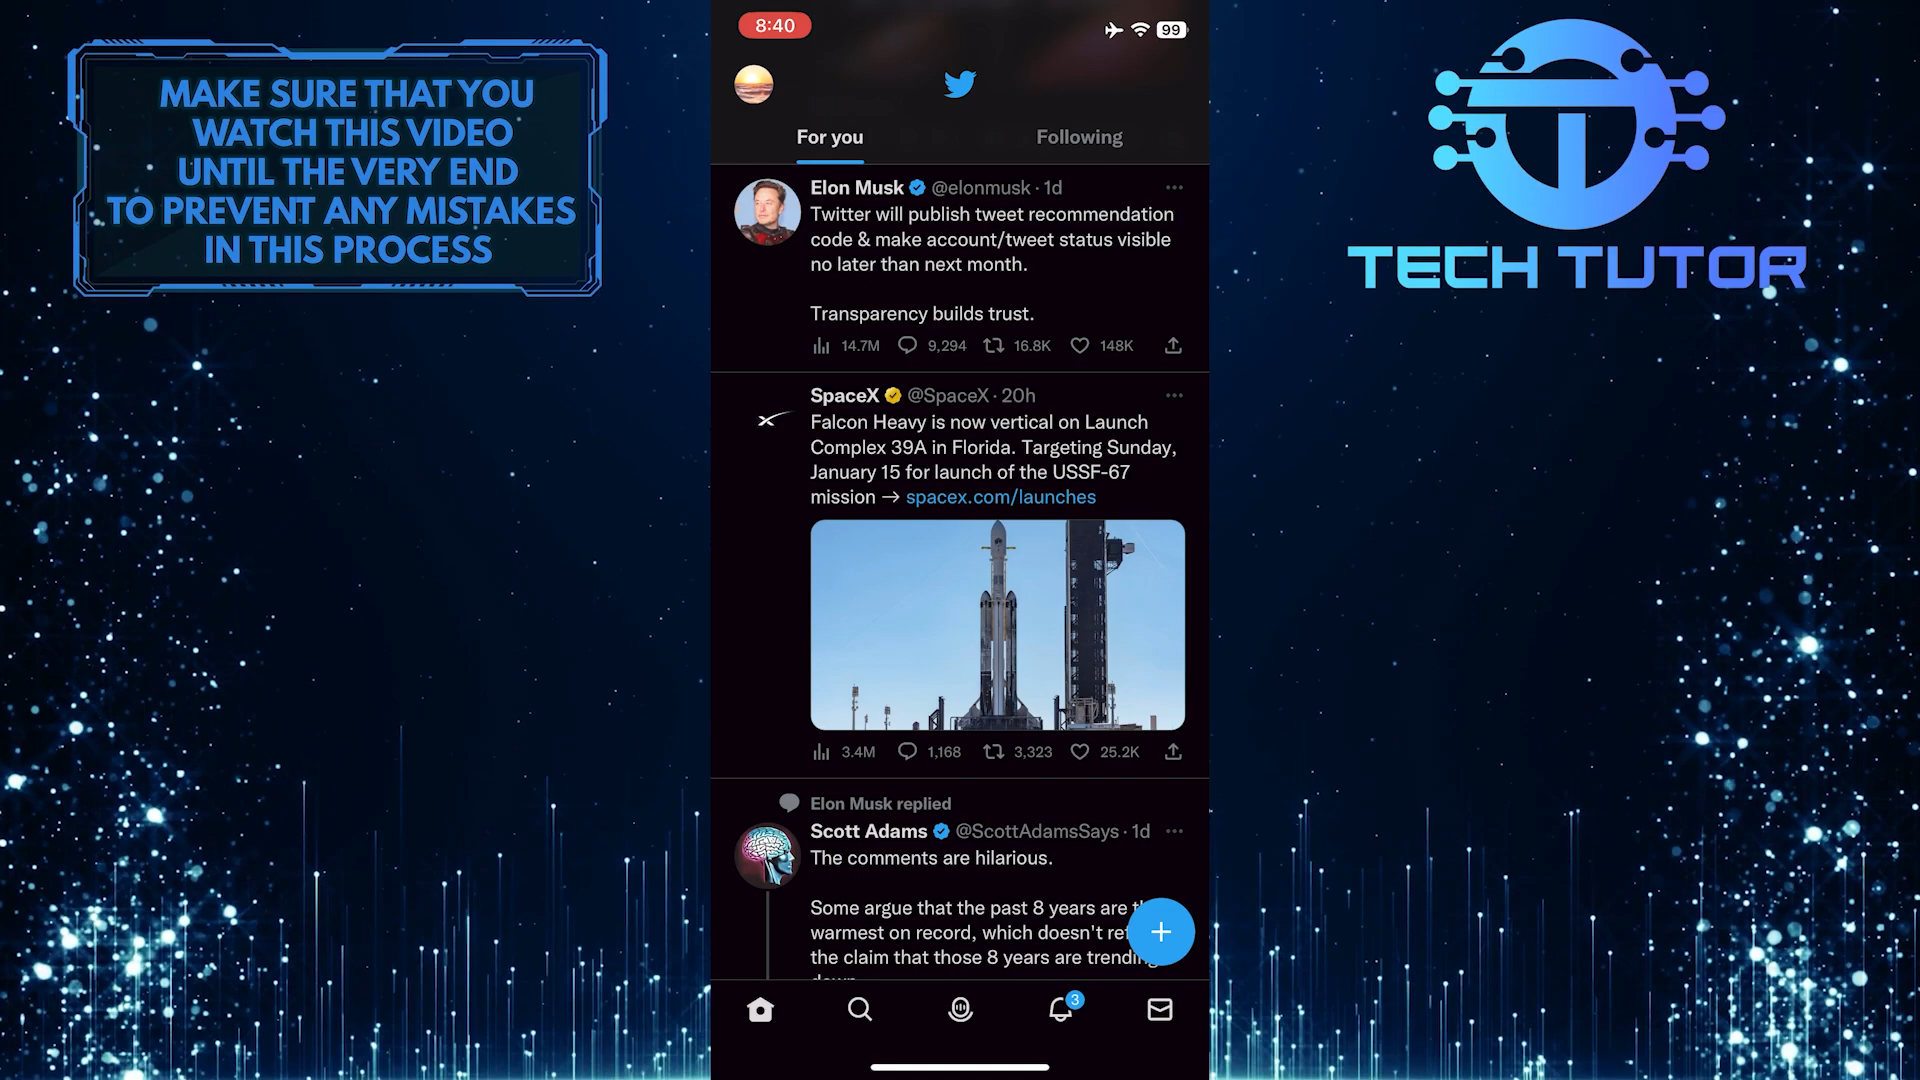 MAKE SURE THAT YOU
WATCH THIS VIDEO
UNTIL THE VERY END
TO PREVENT ANY MISTAKES
IN THIS PROCESS
8:40
99
For you
Following
Elon Musk @elonmusk · 1d
Twitter will publish tweet recommendation
code & make account/tweet status visible
no later than next month.
Transparency builds trust.
14.7M 9,294 16.8K 148K
SpaceX @SpaceX · 20h
Falcon Heavy is now vertical on Launch
Complex 39A in Florida. Targeting Sunday,
January 15 for launch of the USSF-67
mission → spacex.com/launches
3.4M 1,168 3,323 25.2K
Elon Musk replied
Scott Adams @ScottAdamsSays · 1d
The comments are hilarious.
Some argue that the past 8 years are
warmest on record, which doesn't
the claim that those 8 years are trending
3
TECH TUTOR